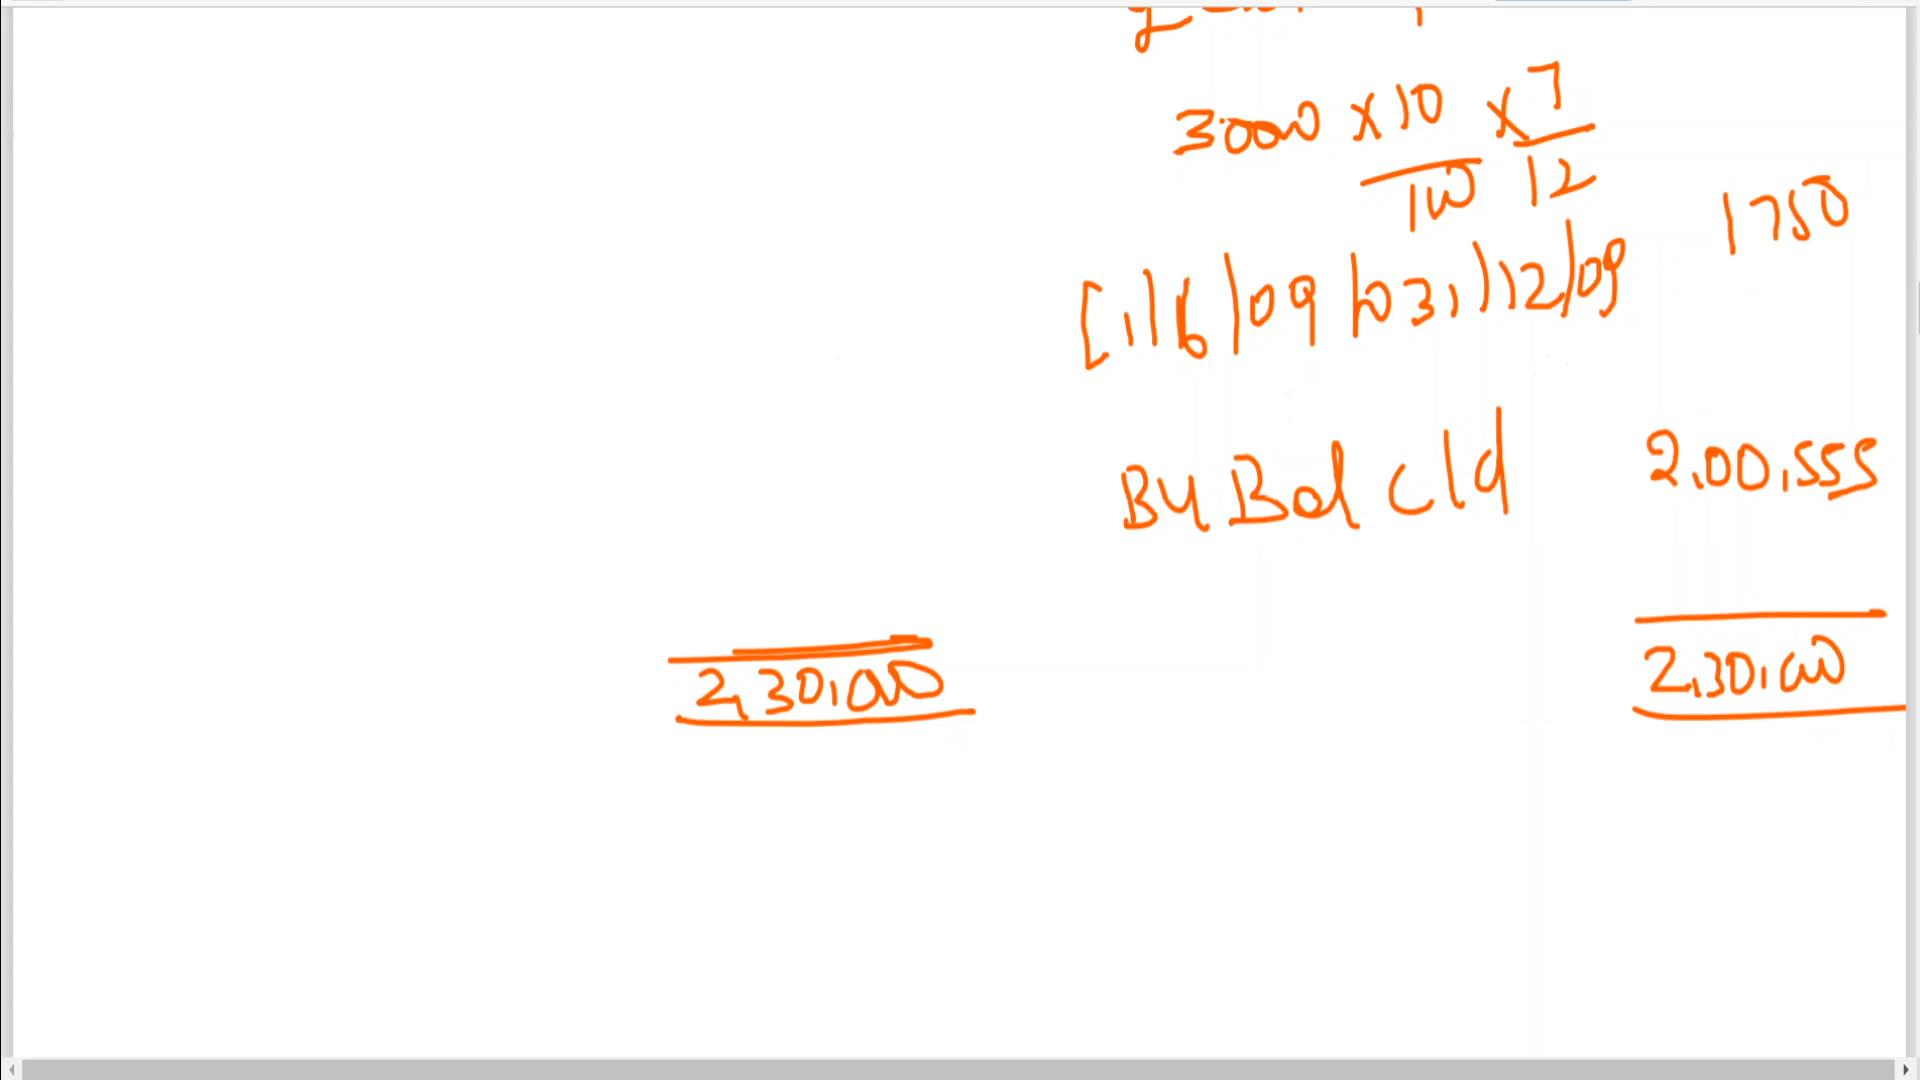 30000 × 10/100 × 7/12
1750
[1/6/09 to 31/12/09
By Bal c/d 2,00,555
2,30,000 2,30,000